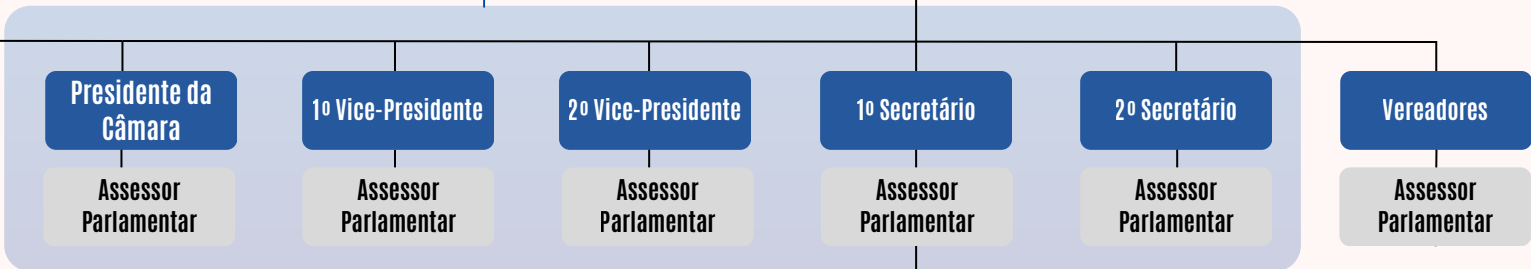 Presidente da
Câmara
1º Vice-Presidente
2º Vice-Presidente
1º Secretário
2º Secretário
Vereadores
Assessor
Parlamentar
Assessor
Parlamentar
Assessor
Parlamentar
Assessor
Parlamentar
Assessor
Parlamentar
Assessor
Parlamentar